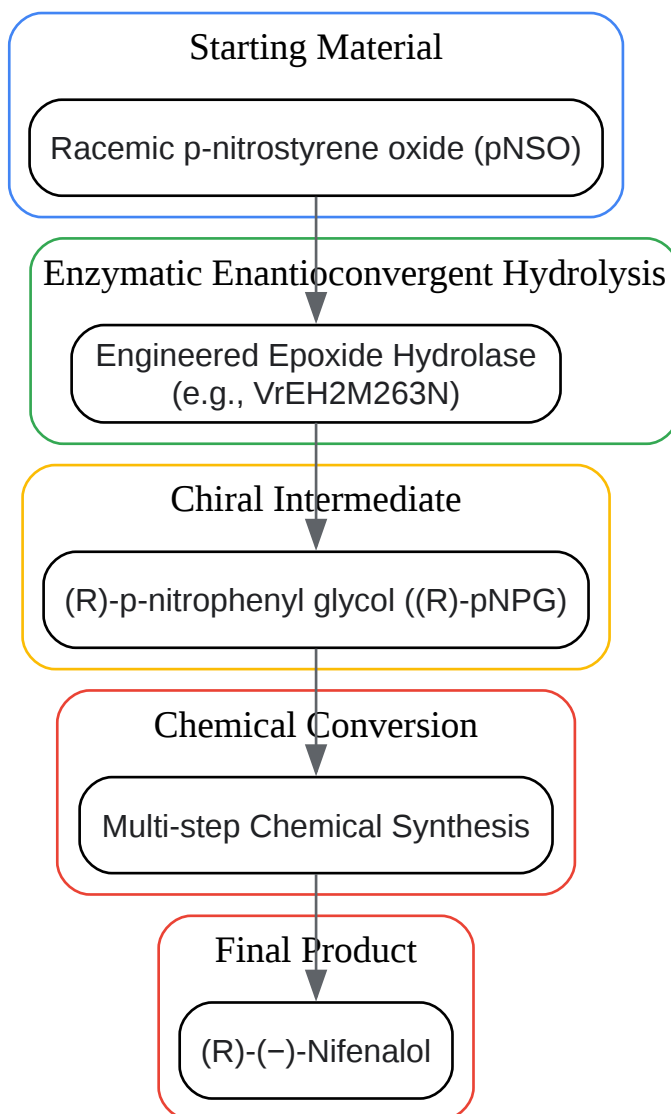 Starting Material
Racemic p-nitrostyrene oxide (pNSO)
Enzymatic Enantioconvergent Hydrolysis
Engineered Epoxide Hydrolase
(e.g., VrEH2M263N)
Chiral Intermediate
(R)-p-nitrophenyl glycol ((R)-pNPG)
Chemical Conversion
Multi-step Chemical Synthesis
Final Product
(R)-(−)-Nifenalol